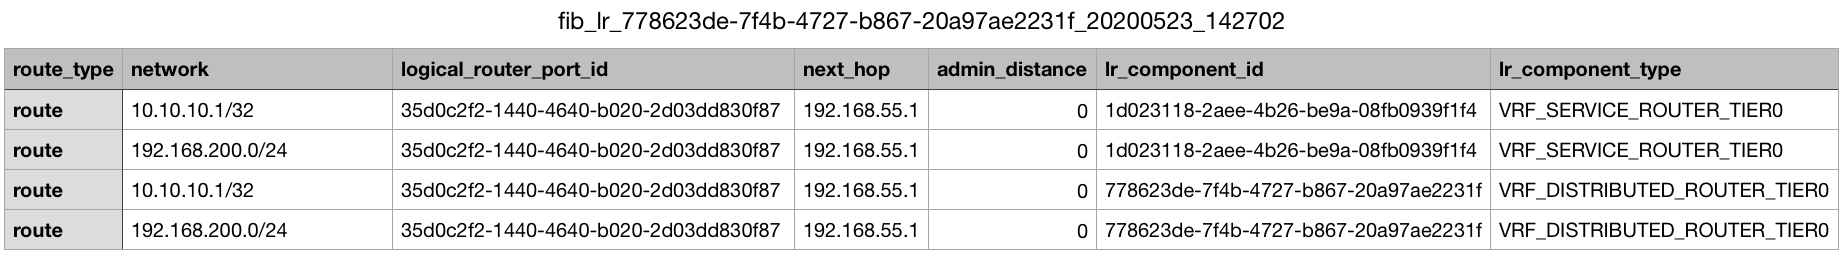 fib_lr_778623de-7f4b-4727-b867-20a97ae2231f_20200523_142702
route_type network logical_router_port_id next_hop admin_distance lr_component_id lr_component_type
route 10.10.10.1/32 35d0c2f2-1440-4640-b020-2d03dd830f87 192.168.55.1 0 1d023118-2aee-4b26-be9a-08fb0939f1f4 VRF_SERVICE_ROUTER_TIER0
route 192.168.200.0/24 35d0c2f2-1440-4640-b020-2d03dd830f87 192.168.55.1 0 1d023118-2aee-4b26-be9a-08fb0939f1f4 VRF_SERVICE_ROUTER_TIER0
route 10.10.10.1/32 35d0c2f2-1440-4640-b020-2d03dd830f87 192.168.55.1 0 778623de-7f4b-4727-b867-20a97ae2231f VRF_DISTRIBUTED_ROUTER_TIER0
route 192.168.200.0/24 35d0c2f2-1440-4640-b020-2d03dd830f87 192.168.55.1 0 778623de-7f4b-4727-b867-20a97ae2231f VRF_DISTRIBUTED_ROUTER_TIER0